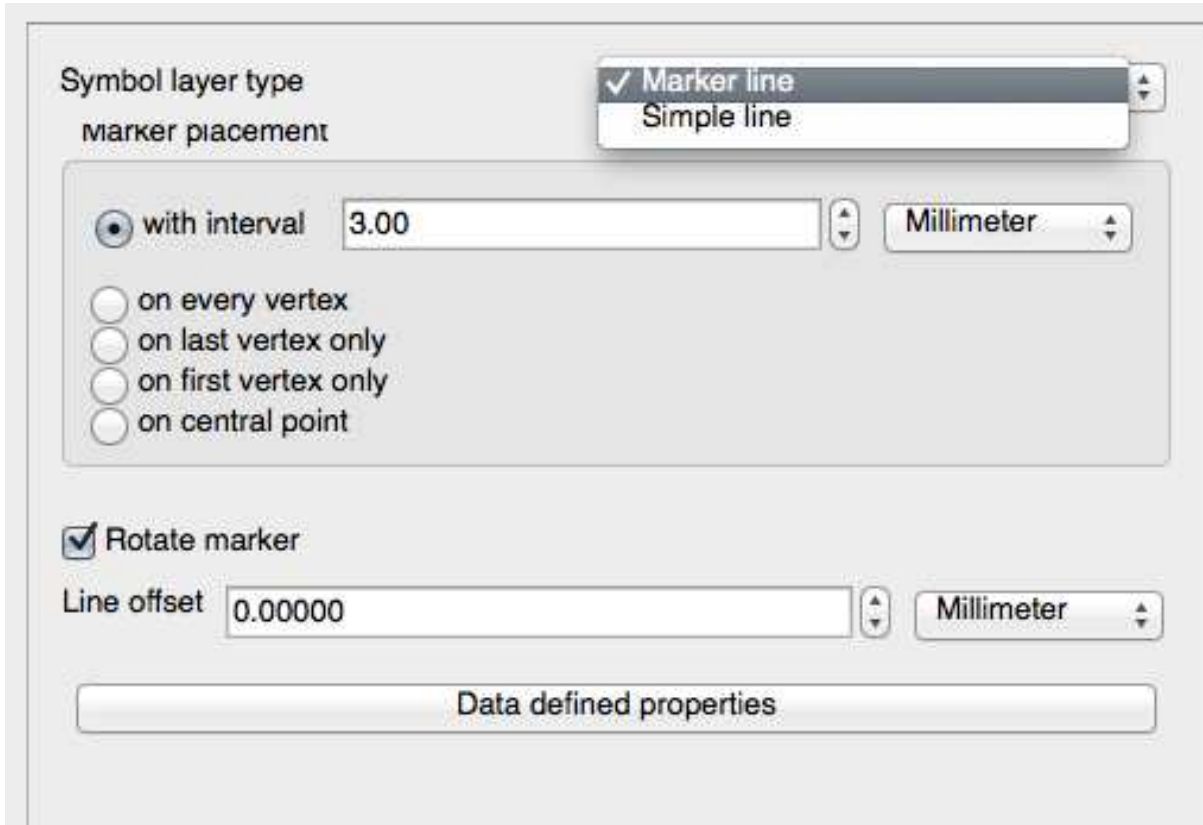 Symbol layer type
Marker line
Simple line
Marker placement
with interval 3.00 Millimeter
on every vertex
on last vertex only
on first vertex only
on central point
Rotate marker
Line offset 0.00000 Millimeter
Data defined properties